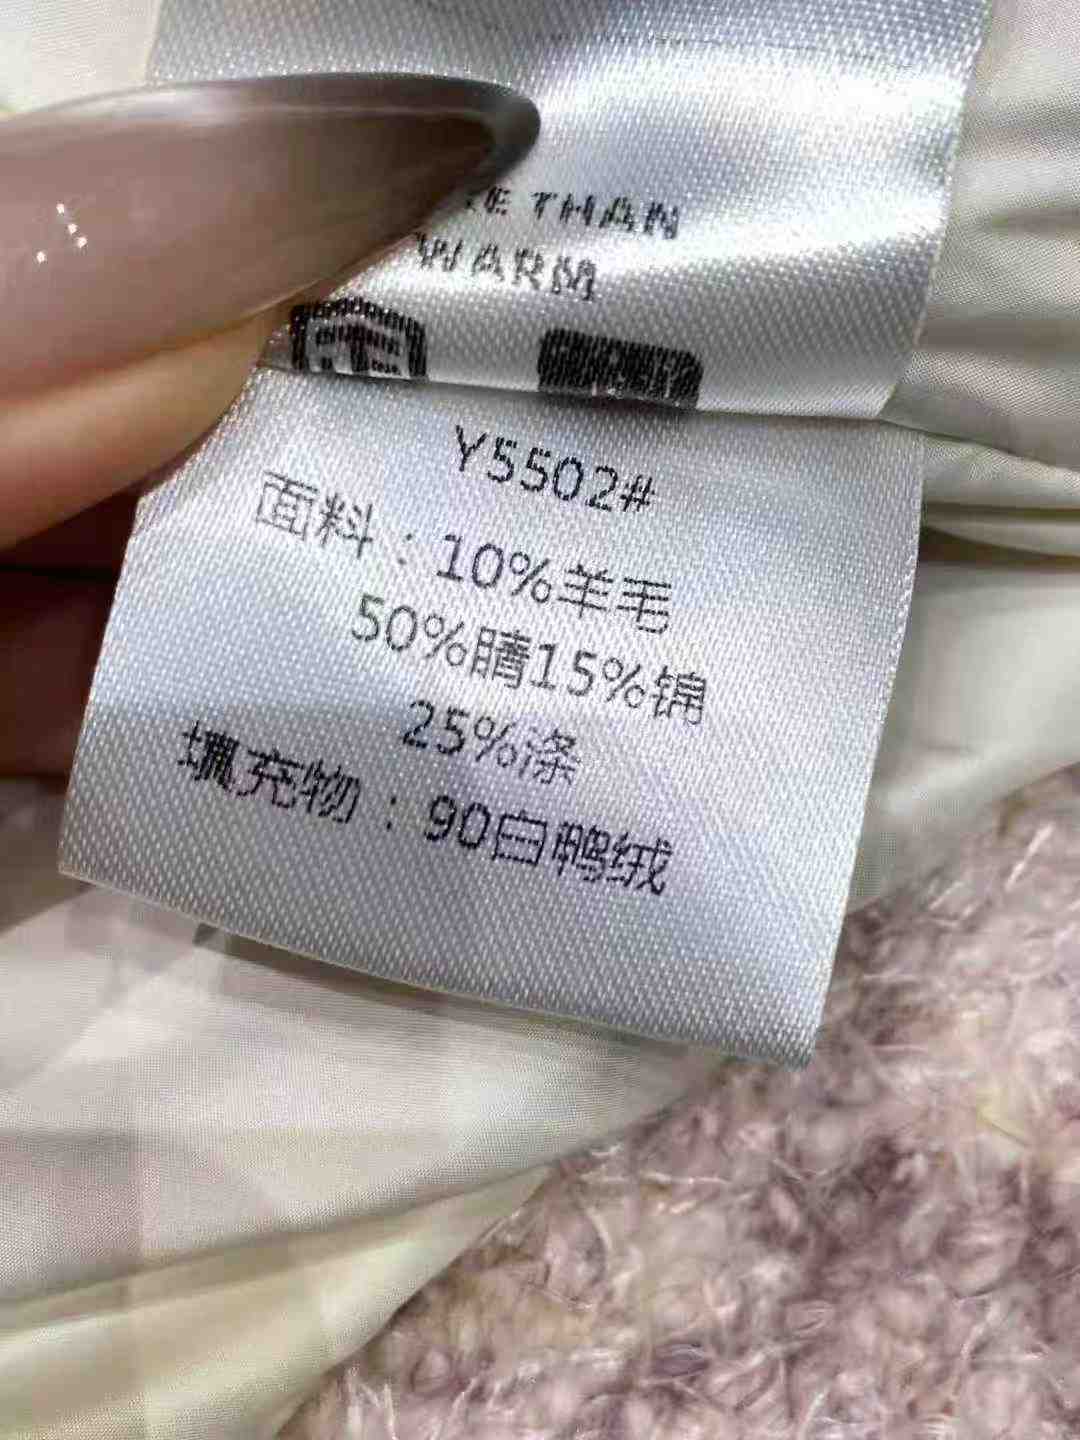 THAN
WARM
Y5502#
面料：10%羊毛
50%腈15%锦
25%涤
填充物：90白鸭绒